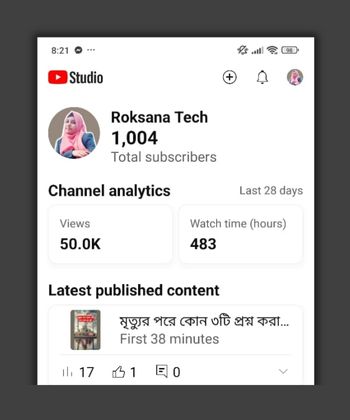 8:21
98
Studio
Roksana Tech
1,004
Total subscribers
Channel analytics
Last 28 days
Views
Watch time (hours)
50.0K
483
Latest published content
মৃত্যুর পরে কোন ৩টি প্রশ্ন করা...
First 38 minutes
17 1 0